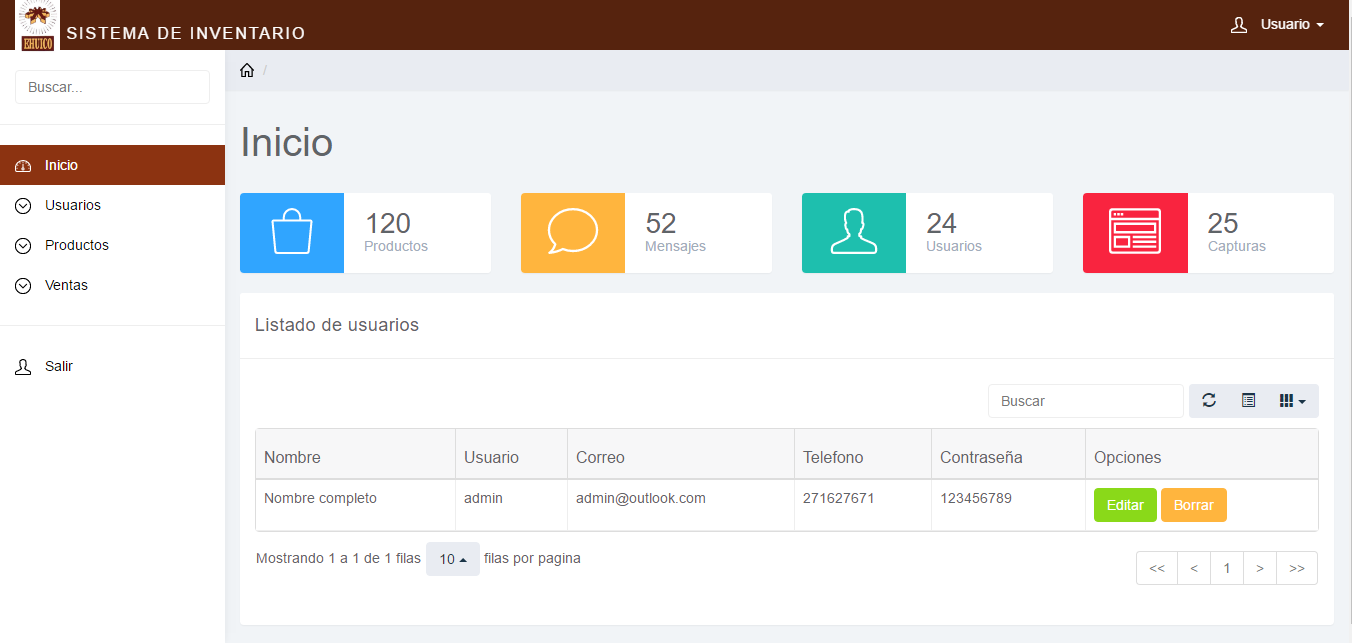 EHUICO
SISTEMA DE INVENTARIO
Usuario
Buscar...
/
Inicio
Usuarios
Productos
Ventas
Salir
Inicio
120
Productos
52
Mensajes
24
Usuarios
25
Capturas
Listado de usuarios
Buscar
Nombre Usuario Correo Telefono Contraseña Opciones
Nombre completo admin admin@outlook.com 271627671 123456789 Editar Borrar
Mostrando 1 a 1 de 1 filas 10 filas por pagina
<< < 1 > >>